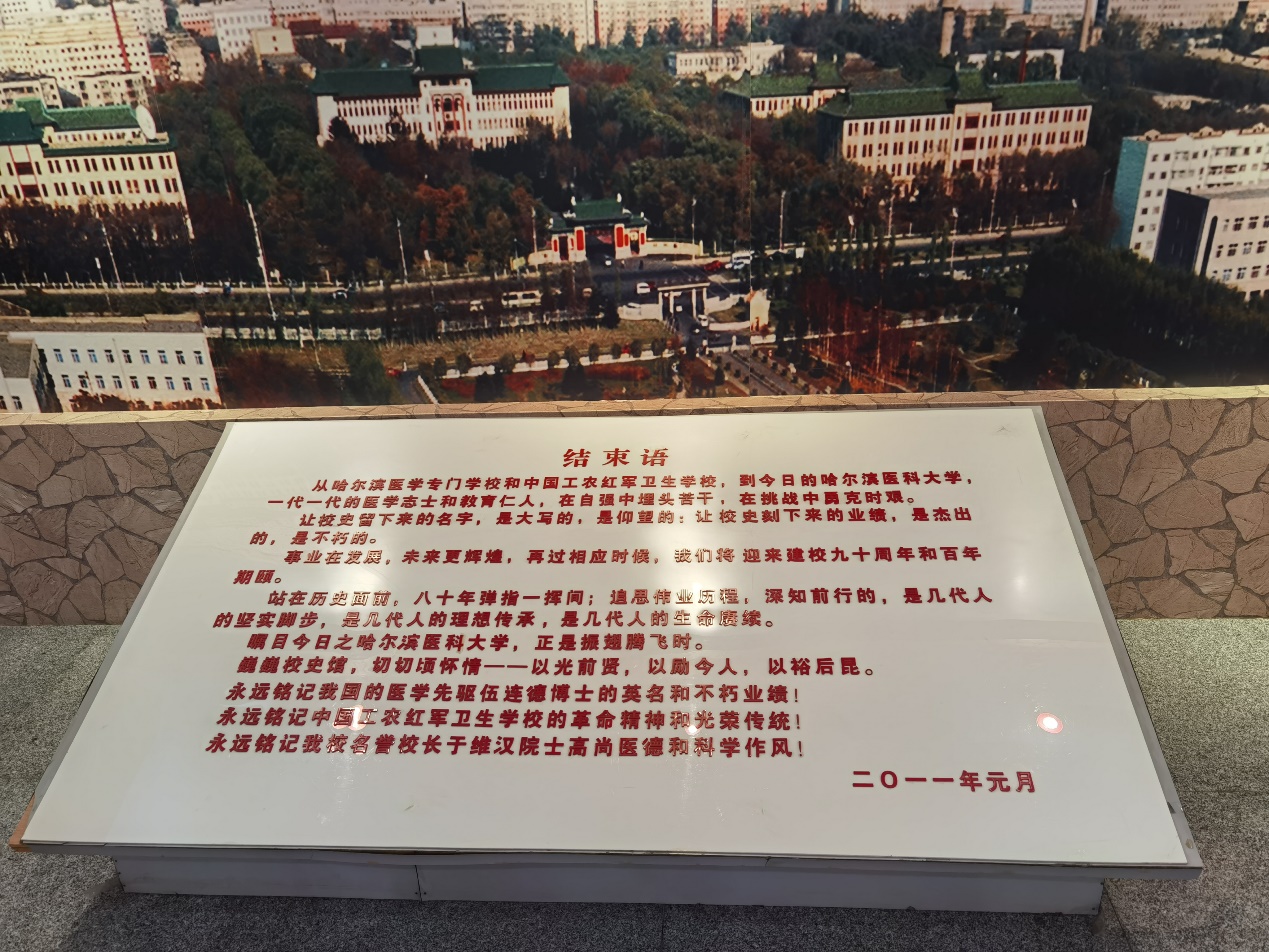 结束语
从哈尔滨医学专门学校和中国工农红军卫生学校，到今日的哈尔滨医科大学，
一代一代的医学志士和教育仁人，在自强中埋头苦干，在挑战中勇克时艰。
让校史留下来的名字，是大写的，是仰望的；让校史刻下来的业绩，是杰出
的，是不朽的。
事业在发展，未来更辉煌，再过相应时候，我们将迎来建校九十周年和百年
期颐。
站在历史面前，八十年弹指一挥间；追思伟业历程，深知前行的，是几代人
的坚实脚步，是几代人的理想传承，是几代人的生命赓续。
瞩目今日之哈尔滨医科大学，正是振翅腾飞时。
巍巍校史馆，切切顷怀情——以光前贤，以励今人，以裕后昆。
永远铭记我国的医学先驱伍连德博士的英名和不朽业绩！
永远铭记中国工农红军卫生学校的革命精神和光荣传统！
永远铭记我校名誉校长于维汉院士高尚医德和科学作风！
二〇一一年元月